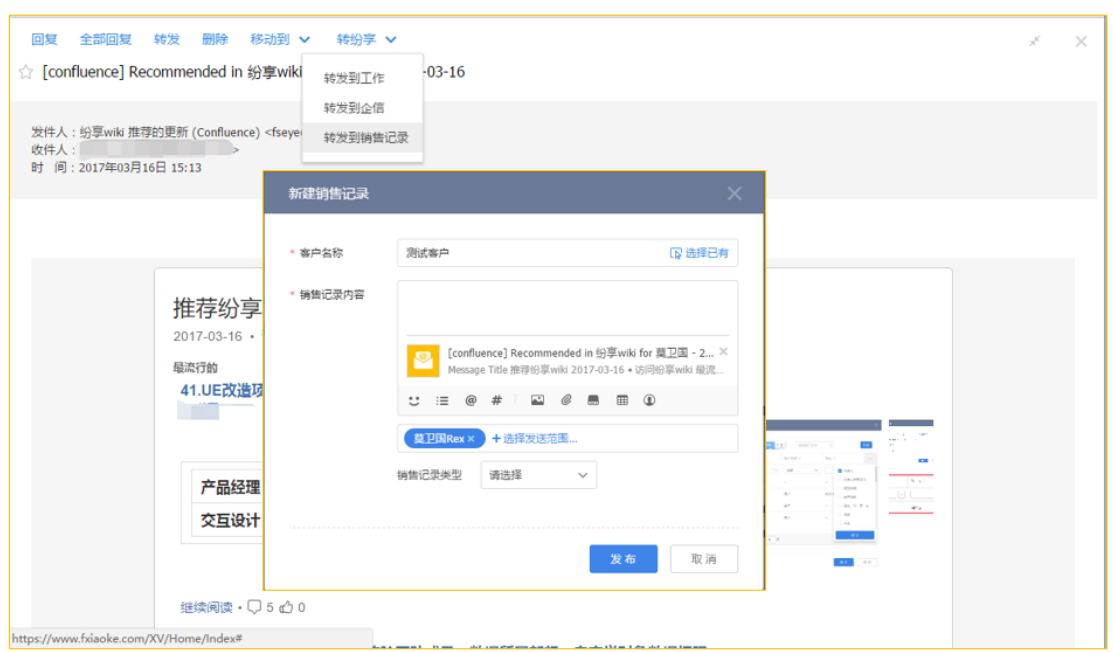 回复 全部回复 转发 删除 移动到 转纷享
[confluence] Recommended in 纷享wiki -03-16
转发到工作
转发到企信
转发到销售记录
发件人：纷享wiki 推荐的更新 (Confluence) <fseye
收件人： >
时 间：2017年03月16日 15:13
新建销售记录
* 客户名称 测试客户 选择已有
* 销售记录内容
[confluence] Recommended in 纷享wiki for 莫卫国 - 2...
Message Title 推荐纷享wiki 2017-03-16 • 访问纷享wiki 最流...
莫卫国Rex × + 选择发送范围...
销售记录类型 请选择
发布 取消
推荐纷享
2017-03-16 •
最流行的
41.UE改造项
产品经理
交互设计
继续阅读 • 5 0
https://www.fxiaoke.com/XV/Home/Index#